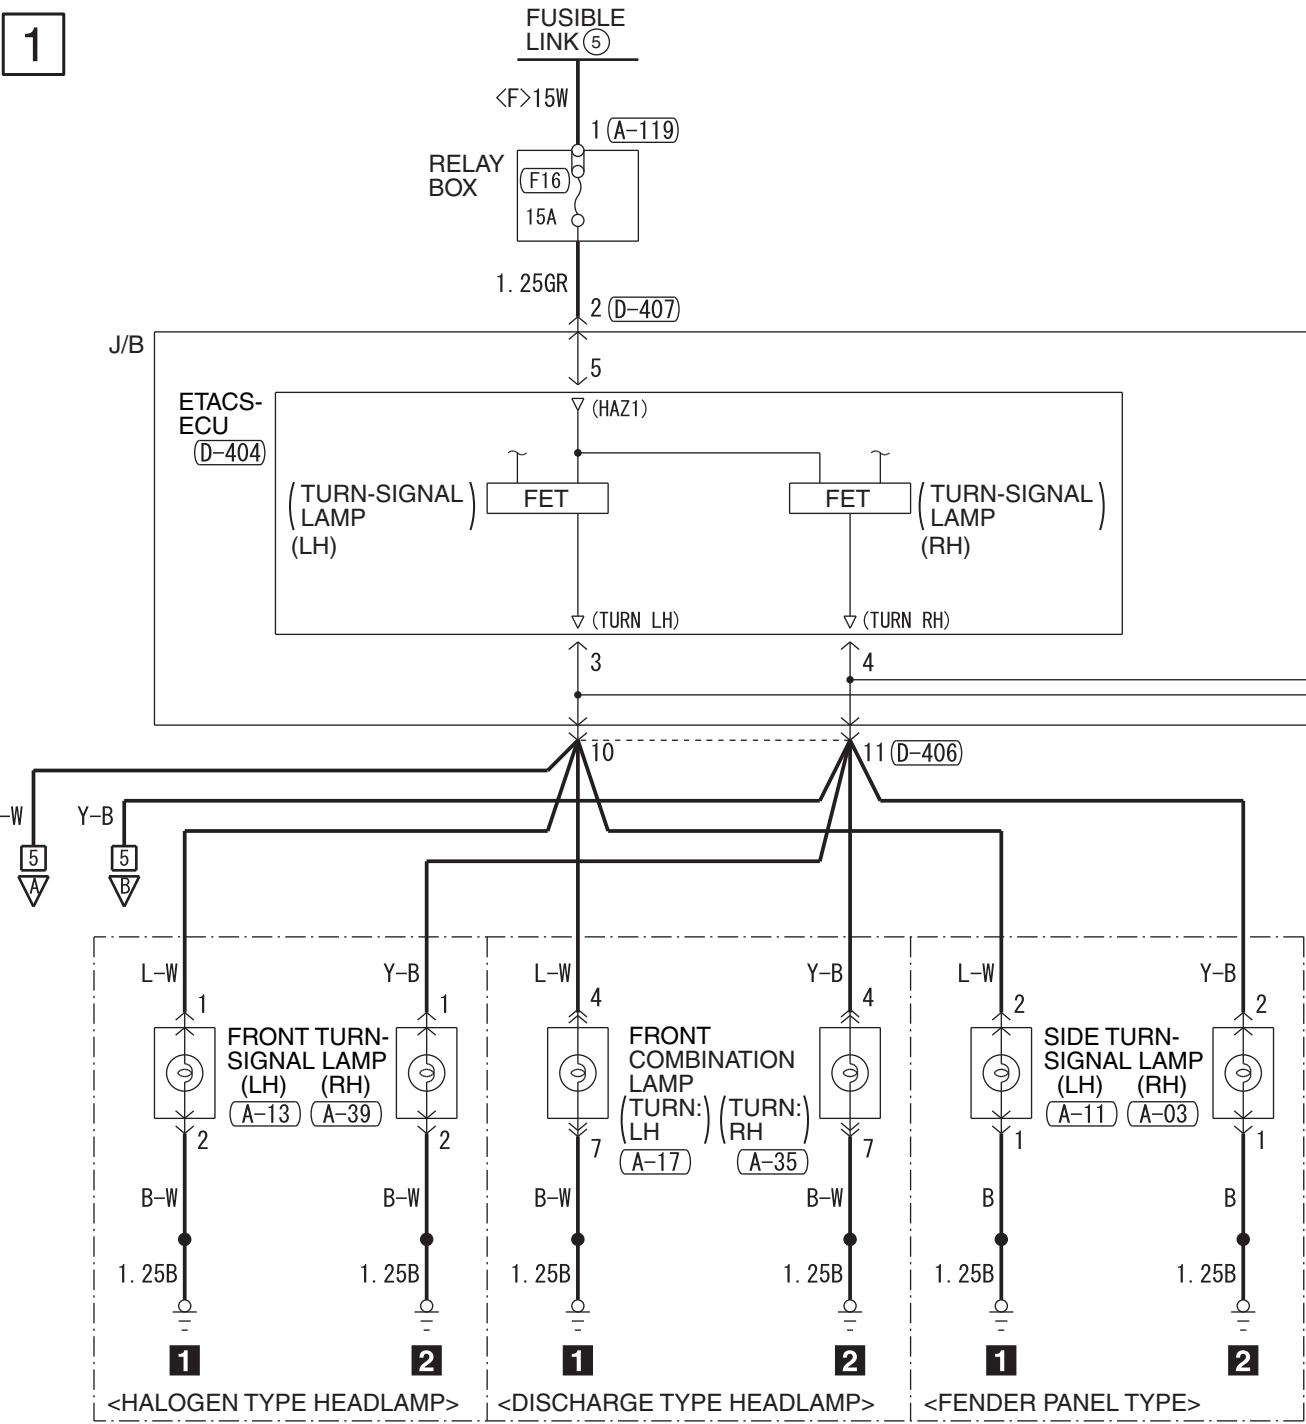 1
FUSIBLE
LINK 5
<F>15W
1 A-119
RELAY
BOX
F16
15A
1.25GR
2 D-407
J/B
5
ETACS-
ECU
D-404
(HAZ1)
(TURN-SIGNAL
LAMP)
(LH)
FET
FET
(TURN-SIGNAL
LAMP)
(RH)
(TURN LH)
(TURN RH)
3
4
10
11 D-406
-W
Y-B
5
5
A
B
L-W
Y-B
L-W
Y-B
L-W
Y-B
1
1
4
4
2
2
FRONT TURN-
SIGNAL LAMP
(LH) (RH)
A-13 A-39
FRONT
COMBINATION
LAMP
(TURN:
LH)
(TURN:
RH)
A-17 A-35
SIDE TURN-
SIGNAL LAMP
(LH) (RH)
A-11 A-03
2
2
7
7
1
1
B-W
B-W
B-W
B-W
B
B
1.25B
1.25B
1.25B
1.25B
1.25B
1.25B
1
2
1
2
1
2
<HALOGEN TYPE HEADLAMP>
<DISCHARGE TYPE HEADLAMP>
<FENDER PANEL TYPE>